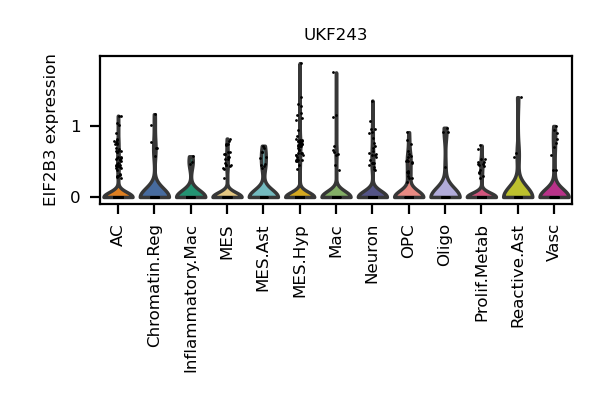 UKF243
EIF2B3 expression
1
0
AC
Chromatin.Reg
Inflammatory.Mac
MES
MES.Ast
MES.Hyp
Mac
Neuron
OPC
Oligo
Prolif.Metab
Reactive.Ast
Vasc